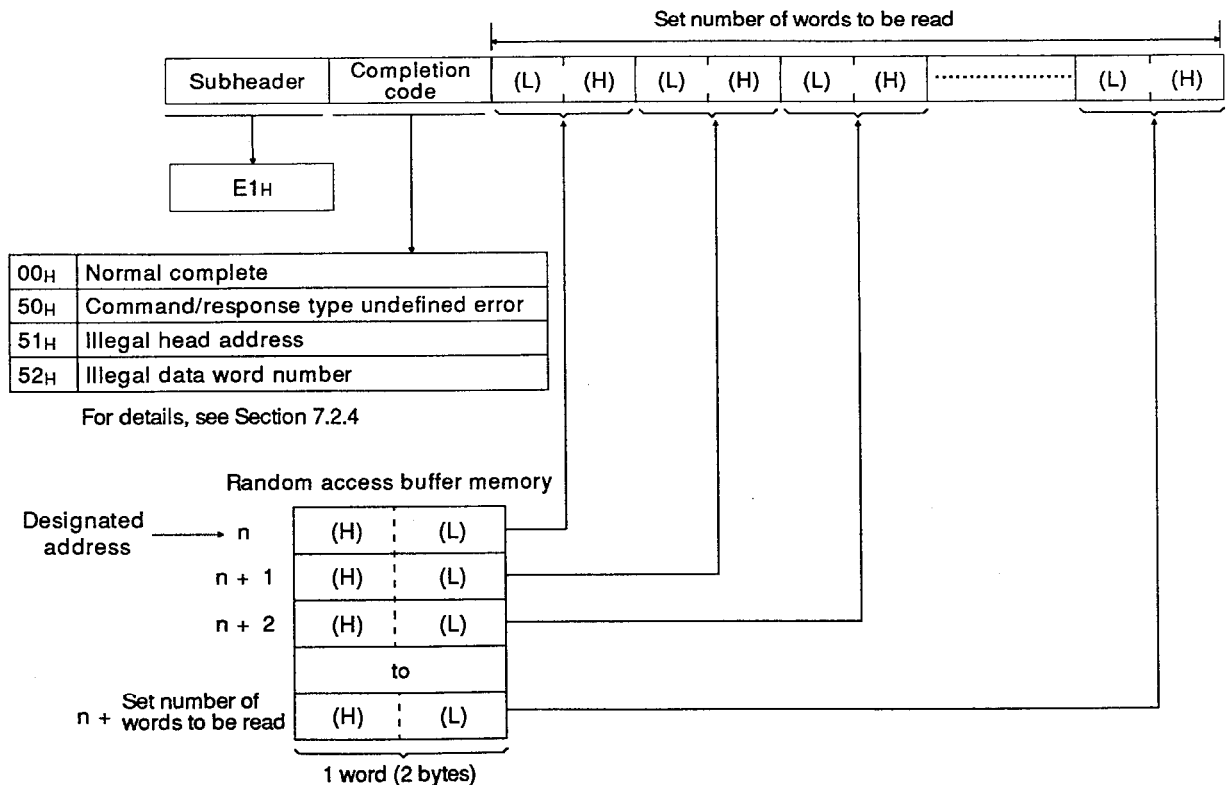 Set number of words to be read
Subheader Completion code (L) (H) (L) (H) (L) (H) (L) (H)
E1H
00H Normal complete
50H Command/response type undefined error
51H Illegal head address
52H Illegal data word number
For details, see Section 7.2.4
Random access buffer memory
Designated address n (H) (L)
n + 1 (H) (L)
n + 2 (H) (L)
to
n + Set number of words to be read (H) (L)
1 word (2 bytes)